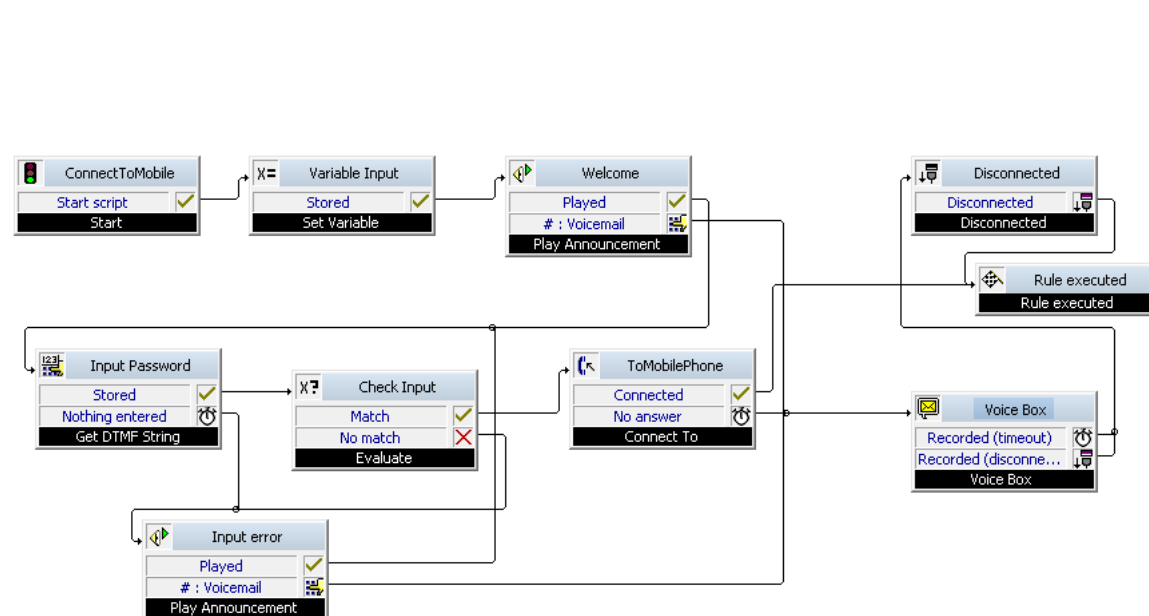 ConnectToMobile
Start script
Start
X= Variable Input
Stored
Set Variable
Welcome
Played
# : Voicemail
Play Announcement
Disconnected
Disconnected
Disconnected
Rule executed
Rule executed
123 Input Password
Stored
Nothing entered
Get DTMF String
X? Check Input
Match
No match
Evaluate
ToMobilePhone
Connected
No answer
Connect To
Voice Box
Recorded (timeout)
Recorded (disconne...
Voice Box
Input error
Played
# : Voicemail
Play Announcement